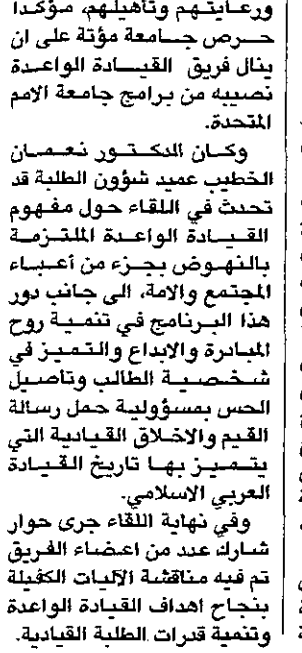 ورعايتهم وتأهيلهم، مؤكدا
حرص جامعة مؤتة على ان
ينال فريق القيادة الواعدة
نصيبه من برامج جامعة الامم
المتحدة.
وكان الدكتور نعمان
الخطيب عميد شؤون الطلبة قد
تحدث في اللقاء حول مفهوم
القيادة الواعدة الملتزمة
بالنهوض بجزء من أعباء
المجتمع والامة، الى جانب دور
هذا البرنامج في تنمية روح
المبادرة والابداع والتميز في
شخصية الطالب وتأصيل
الحس بمسؤولية حمل رسالة
القيم والاخلاق القيادية التي
يتميز بها تاريخ القيادة
العربي الاسلامي.
وفي نهاية اللقاء جرى حوار
شارك عدد من اعضاء الفريق
تم فيه مناقشة الآليات الكفيلة
بنجاح اهداف القيادة الواعدة
وتنمية قدرات الطلبة القيادية.